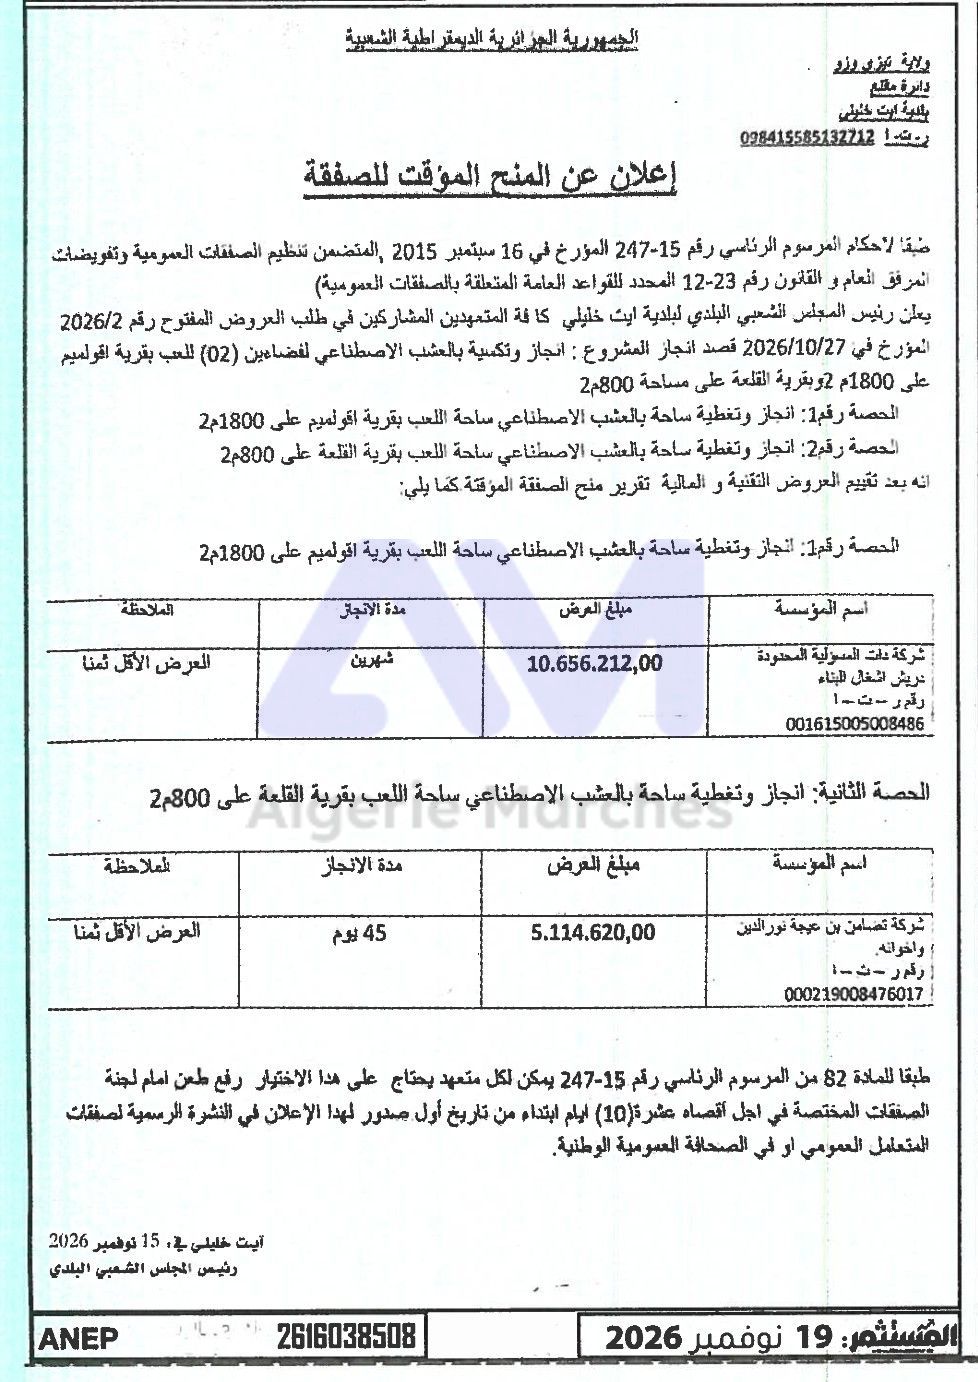 الجمهورية الجزائرية الديمقراطية الشعبية
ولاية تيزي وزو
دائرة مقلع
بلدية ايت خليلي
ر-ت-ا 098415585132712
إعلان عن المنح المؤقت للصفقة
طبقا لاحكام المرسوم الرئاسي رقم 15-247 المؤرخ في 16 سبتمبر 2015 ,المتضمن تنظيم الصفقات العمومية وتفويضات
المرفق العام و القانون رقم 23-12 المحدد للقواعد العامة المتعلقة بالصفقات العمومية)
يعلن رئيس المجلس الشعبي البلدي لبلدية ايت خليلي كافة المتعهدين المشاركين في طلب العروض المفتوح رقم 2026/2
المؤرخ في 2026/10/27 قصد انجاز المشروع : انجاز وتكسية بالعشب الاصطناعي لفضاءين (02) للعب بقرية اقولميم
على 1800م 2وبقرية القلعة على مساحة 800م2
الحصة رقم1: انجاز وتغطية ساحة بالعشب الاصطناعي ساحة اللعب بقرية اقولميم على 1800م2
الحصة رقم2: انجاز وتغطية ساحة بالعشب الاصطناعي ساحة اللعب بقرية القلعة على 800م2
انه بعد تقييم العروض التقنية و المالية تقرير منح الصفقة المؤقتة كما يلي:
الحصة رقم1: انجاز وتغطية ساحة بالعشب الاصطناعي ساحة اللعب بقرية اقولميم على 1800م2
اسم المؤسسة مبلغ العرض مدة الانجاز الملاحظة
شركة ذات المسؤلية المحدودة 10.656.212,00 شهرين العرض الأقل ثمنا
دريش اشغال للبناء
رقم ر – ت – ا
001615005008486
الحصة الثانية: انجاز وتغطية ساحة بالعشب الاصطناعي ساحة اللعب بقرية القلعة على 800م2
Algerie Marches
اسم المؤسسة مبلغ العرض مدة الانجاز الملاحظة
شركة تضامن بن عيجة نور الدين 5.114.620,00 45 يوم العرض الأقل ثمنا
واخوانه.
رقم ر – ث – ا
000219008476017
طبقا للمادة 82 من المرسوم الرئاسي رقم 15-247 يمكن لكل متعهد يحتاج على هدا الاختيار رفع طعن امام لجنة
الصفقات المختصة في اجل أقصاه عشرة(10) ايام ابتداء من تاريخ أول صدور لهدا الإعلان في النشرة الرسمية لصفقات
المتعامل العمومي او في الصحافة العمومية الوطنية.
آيت خليلي في، 15 نوفمبر 2026
رئيس المجلس الشعبي البلدي
المستثمر: 19 نوفمبر 2026
ANEP 2616038508